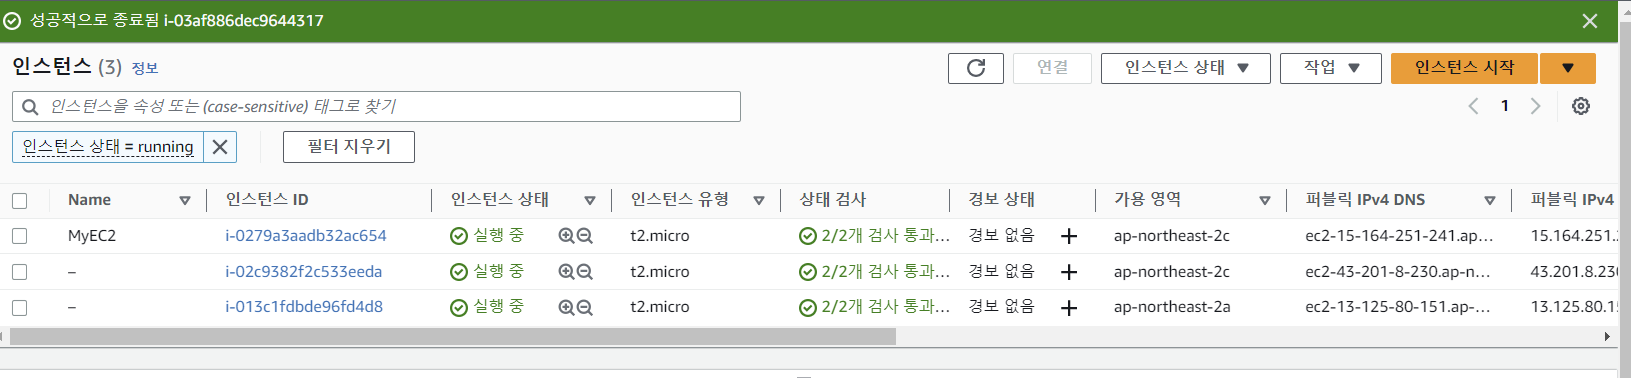 성공적으로 종료됨 i-03af886dec9644317
인스턴스 (3) 정보
연결 인스턴스 상태 작업 인스턴스 시작
인스턴스을 속성 또는 (case-sensitive) 태그로 찾기
1
인스턴스 상태 = running 필터 지우기
Name 인스턴스 ID 인스턴스 상태 인스턴스 유형 상태 검사 경보 상태 가용 영역 퍼블릭 IPv4 DNS 퍼블릭 IPv4
MyEC2 i-0279a3aadb32ac654 실행 중 t2.micro 2/2개 검사 통과... 경보 없음 + ap-northeast-2c ec2-15-164-251-241.ap... 15.164.251.
– i-02c9382f2c533eeda 실행 중 t2.micro 2/2개 검사 통과... 경보 없음 + ap-northeast-2c ec2-43-201-8-230.ap-n... 43.201.8.230
– i-013c1fdbde96fd4d8 실행 중 t2.micro 2/2개 검사 통과... 경보 없음 + ap-northeast-2a ec2-13-125-80-151.ap-... 13.125.80.15